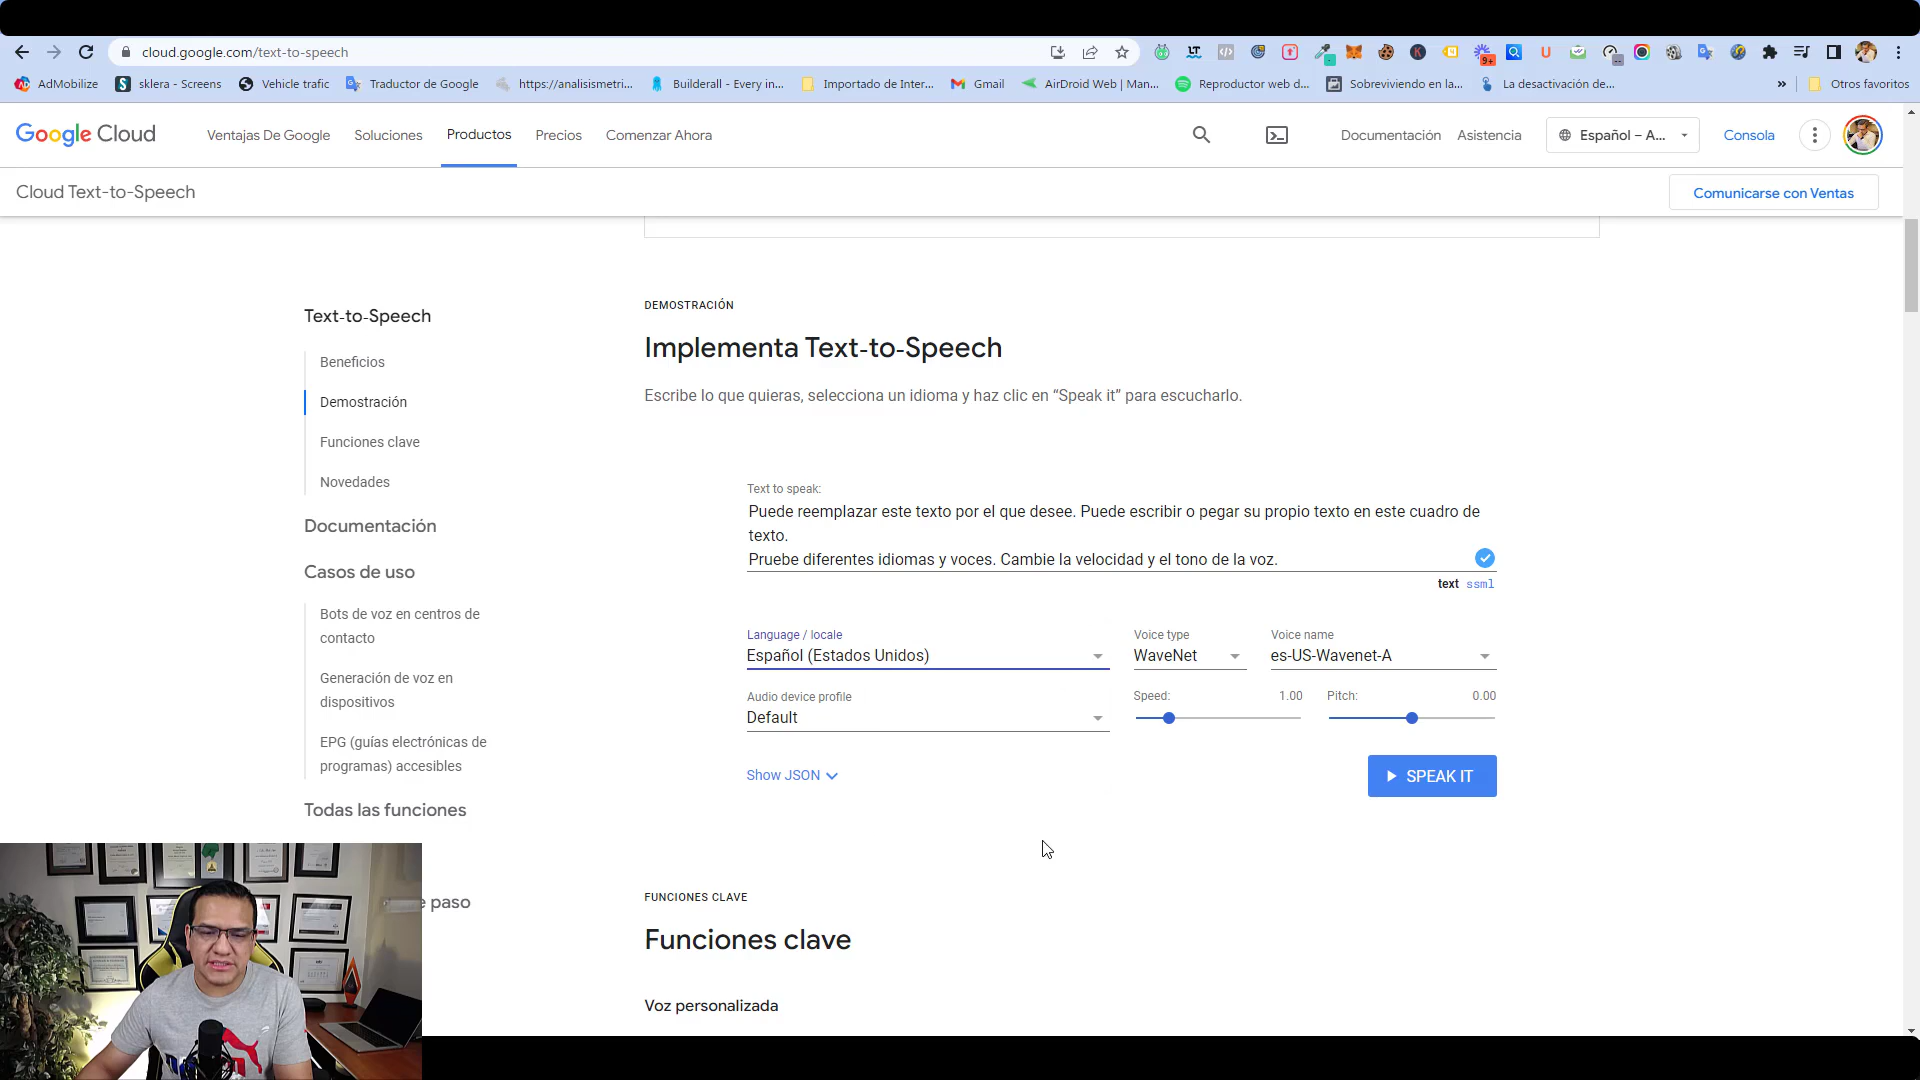 cloud.google.com/text-to-speech
9+
AdMobilize
sklera - Screens
Vehicle trafic
Traductor de Google
https://analisismetri...
Builderall - Every in...
Importado de Inter...
Gmail
AirDroid Web | Man...
Reproductor web d...
Sobreviviendo en la...
La desactivación de...
»
Otros favoritos
Google Cloud
Ventajas De Google
Soluciones
Productos
Precios
Comenzar Ahora
Documentación
Asistencia
Español – A...
Consola
Cloud Text-to-Speech
Comunicarse con Ventas
Text-to-Speech
Beneficios
Demostración
Funciones clave
Novedades
Documentación
Casos de uso
Bots de voz en centros de
contacto
Generación de voz en
dispositivos
EPG (guías electrónicas de
programas) accesibles
Todas las funciones
paso
DEMOSTRACIÓN
Implementa Text-to-Speech
Escribe lo que quieras, selecciona un idioma y haz clic en “Speak it” para escucharlo.
Text to speak:
Puede reemplazar este texto por el que desee. Puede escribir o pegar su propio texto en este cuadro de
texto.
Pruebe diferentes idiomas y voces. Cambie la velocidad y el tono de la voz.
text ssml
Language / locale
Español (Estados Unidos)
Voice type
WaveNet
Voice name
es-US-Wavenet-A
Audio device profile
Default
Speed: 1.00
Pitch: 0.00
Show JSON
SPEAK IT
FUNCIONES CLAVE
Funciones clave
Voz personalizada